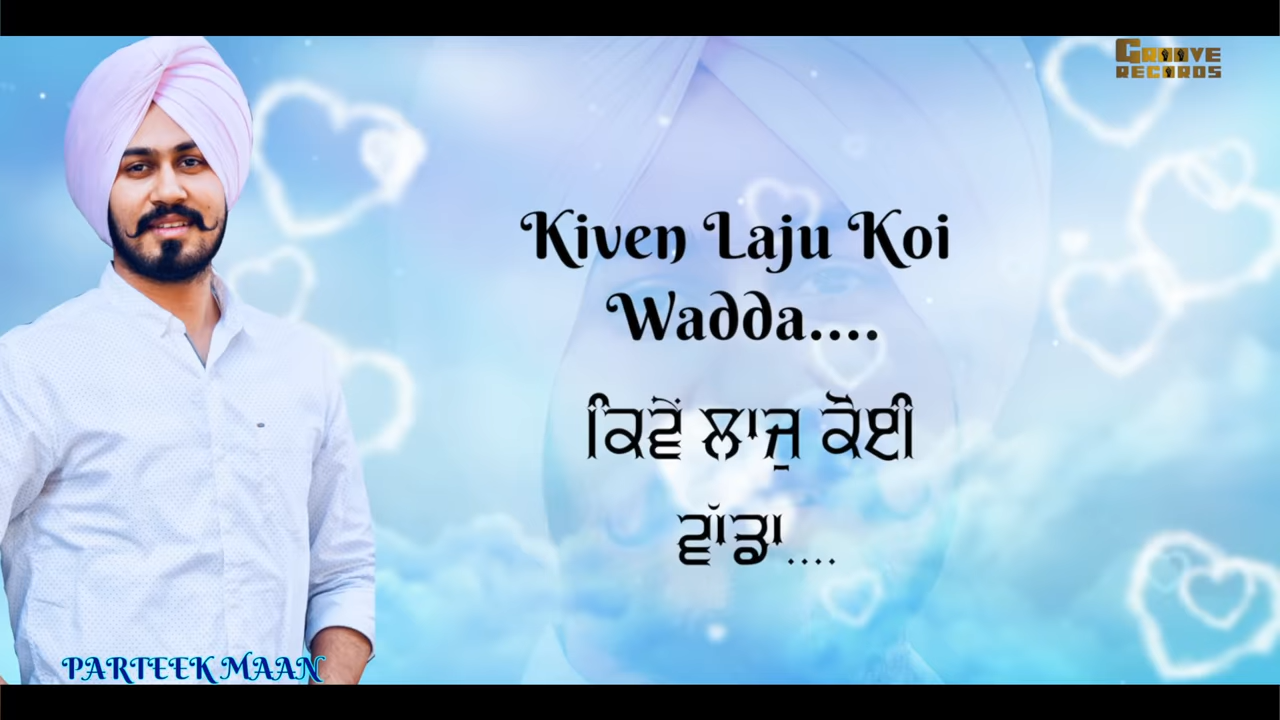 GROOVE
RECORDS
Kiven Laju Koi
Wadda....
ਕਿਵੇਂ ਲਾਜੁ ਕੋਈ
ਵਾੱਡਾ....
PARTEEK MAAN